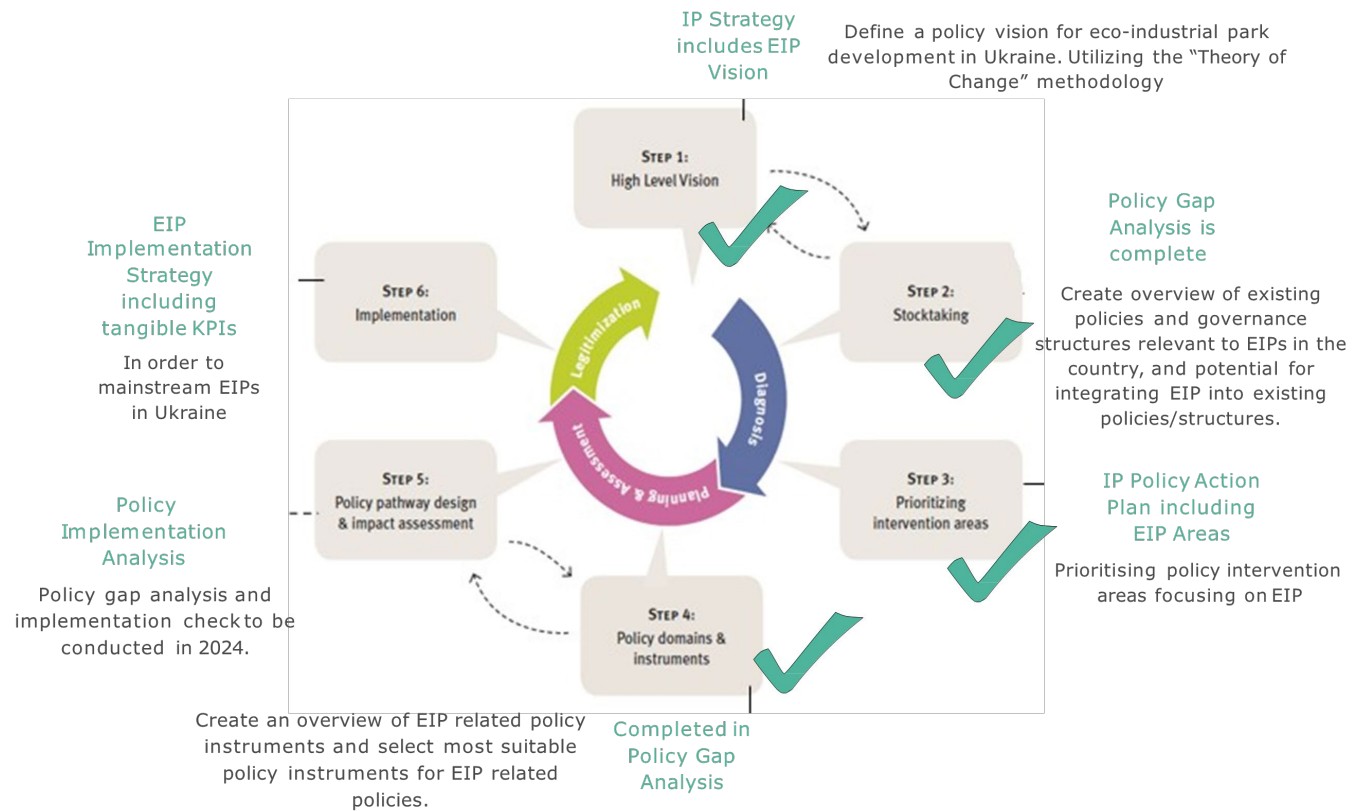 IP Strategy
includes EIP
Vision
Define a policy vision for eco-industrial park
development in Ukraine. Utilizing the “Theory of
Change” methodology
STEP 1:
High Level Vision
Policy Gap
Analysis is
complete
Create overview of existing
policies and governance
structures relevant to EIPs in the
country, and potential for
integrating EIP into existing
policies/structures.
STEP 2:
Stocktaking
IP Policy Action
Plan including
EIP Areas
Prioritising policy intervention
areas focusing on EIP
STEP 3:
Prioritizing
intervention areas
STEP 4:
Policy domains &
instruments
Completed in
Policy Gap
Analysis
Create an overview of EIP related policy
instruments and select most suitable
policy instruments for EIP related
policies.
STEP 5:
Policy pathway design
& impact assessment
Policy
Implementation
Analysis
Policy gap analysis and
implementation check to be
conducted in 2024.
STEP 6:
Implementation
EIP
Implementation
Strategy
including
tangible KPIs
In order to
mainstream EIPs
in Ukraine
Diagnosis
Planning & Assessment
Legitimization